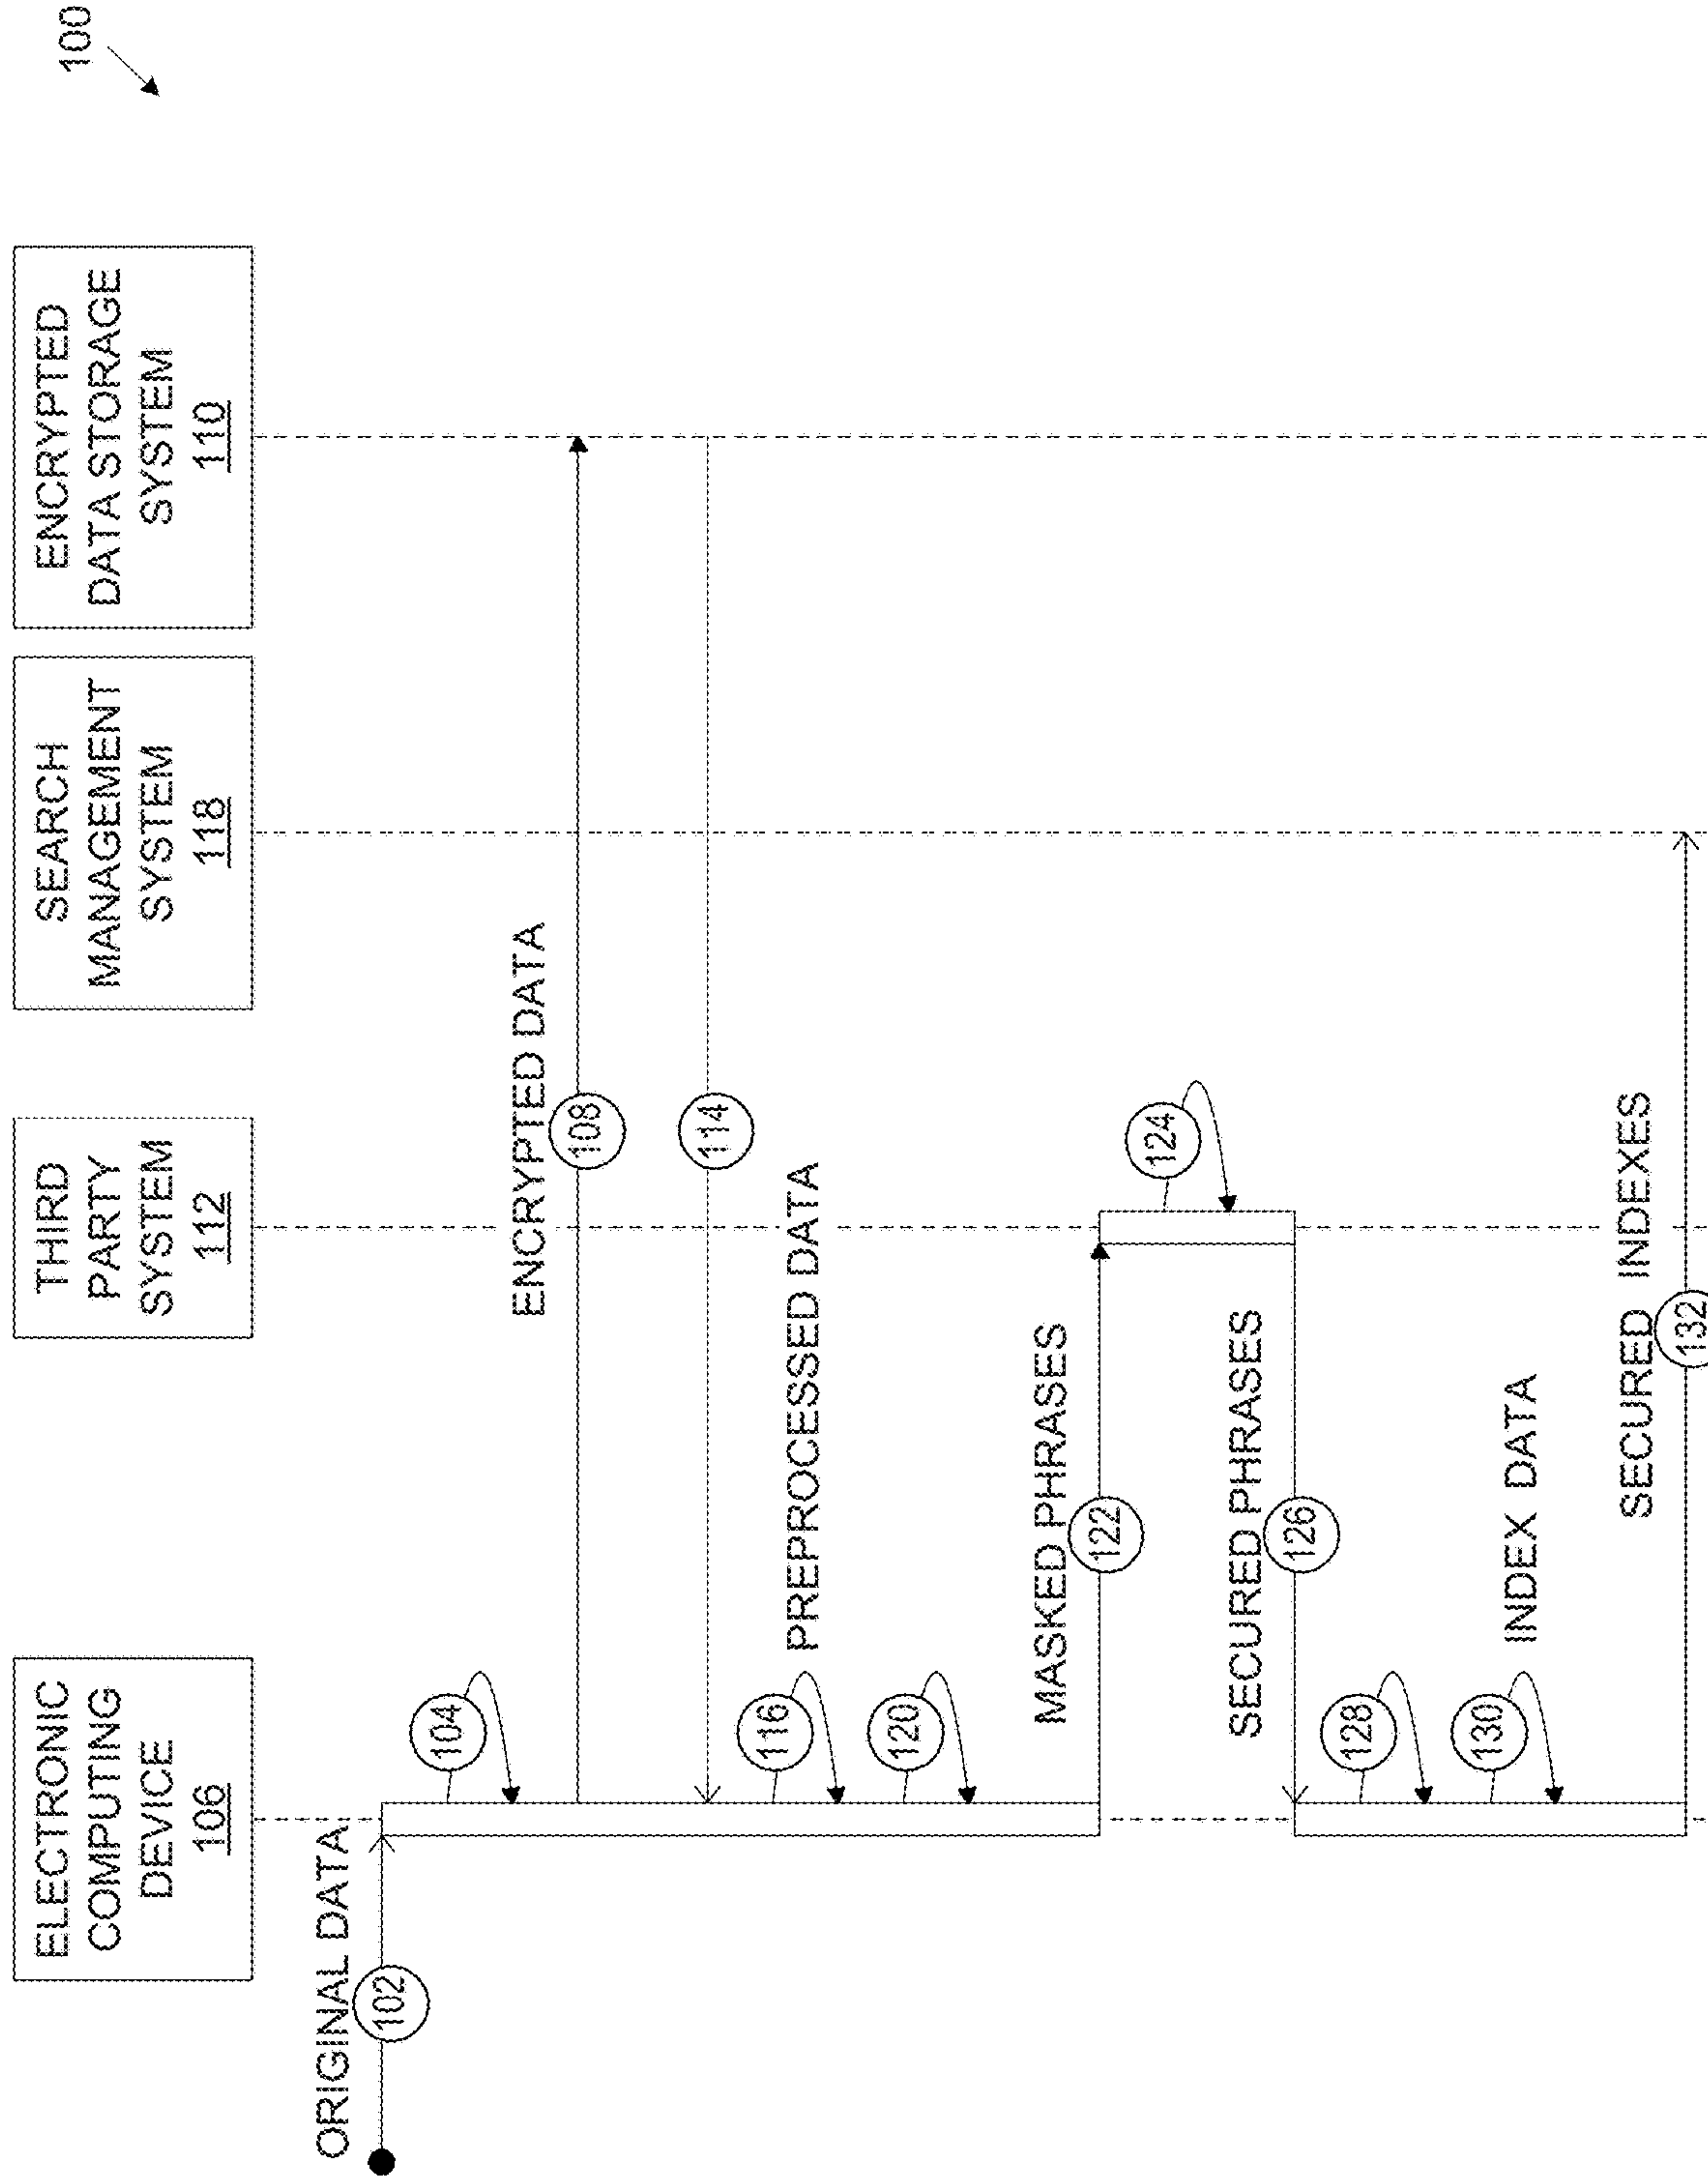 100
ELECTRONIC
COMPUTING
DEVICE
106
THIRD
PARTY
SYSTEM
112
SEARCH
MANAGEMENT
SYSTEM
118
ENCRYPTED
DATA STORAGE
SYSTEM
110
ORIGINAL DATA
102
104
ENCRYPTED DATA
108
114
116
PREPROCESSED DATA
120
MASKED PHRASES
122
124
SECURED PHRASES
126
128
130
INDEX DATA
SECURED INDEXES
132